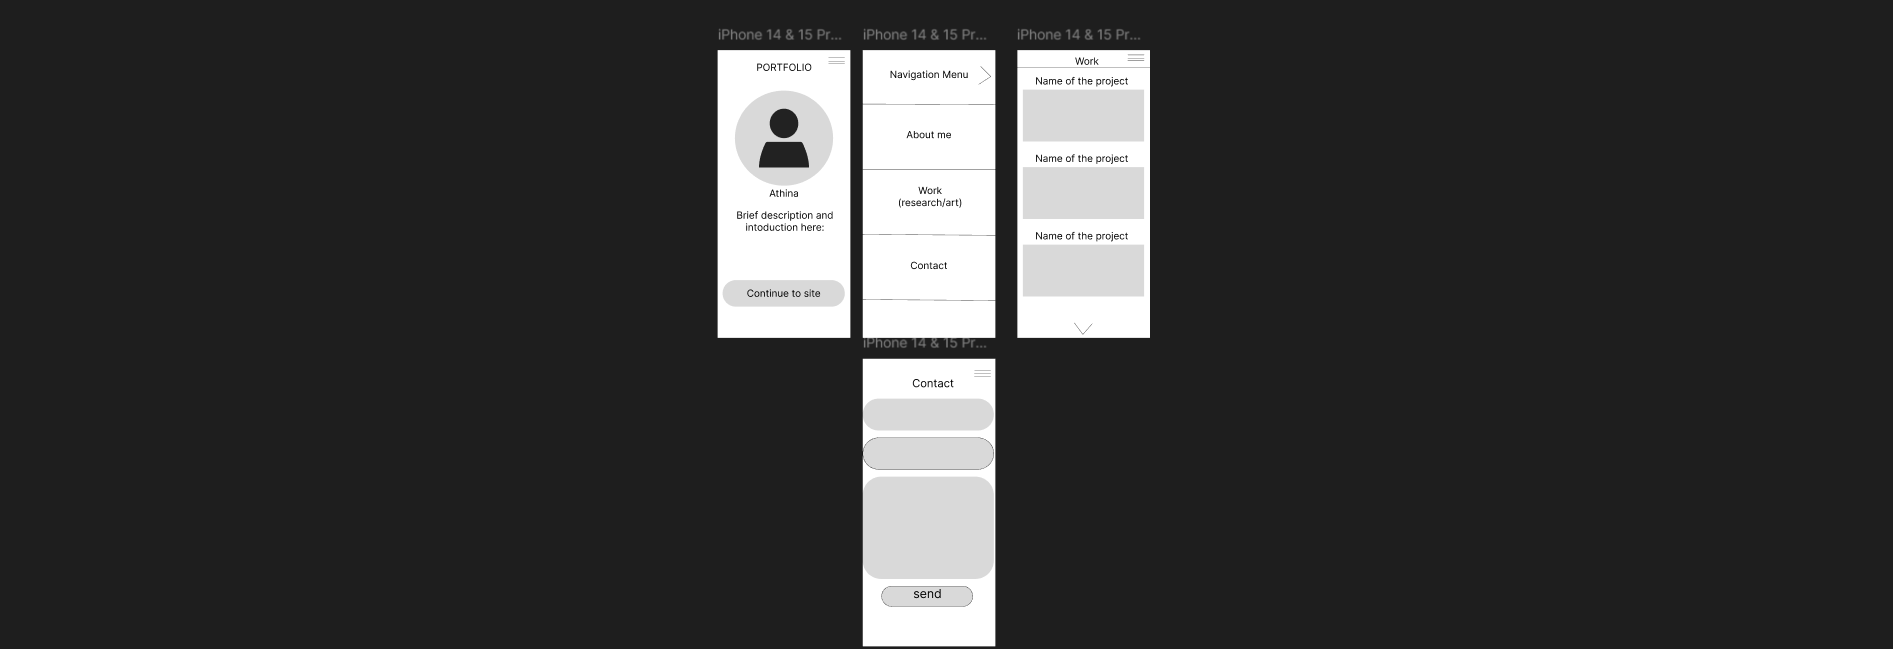 iPhone 14 & 15 Pr...
PORTFOLIO
Athina
Brief description and
intoduction here:
Continue to site
iPhone 14 & 15 Pr...
Navigation Menu
About me
Work
(research/art)
Contact
iPhone 14 & 15 Pr...
Work
Name of the project
Name of the project
Name of the project
iPhone 14 & 15 Pr...
Contact
send